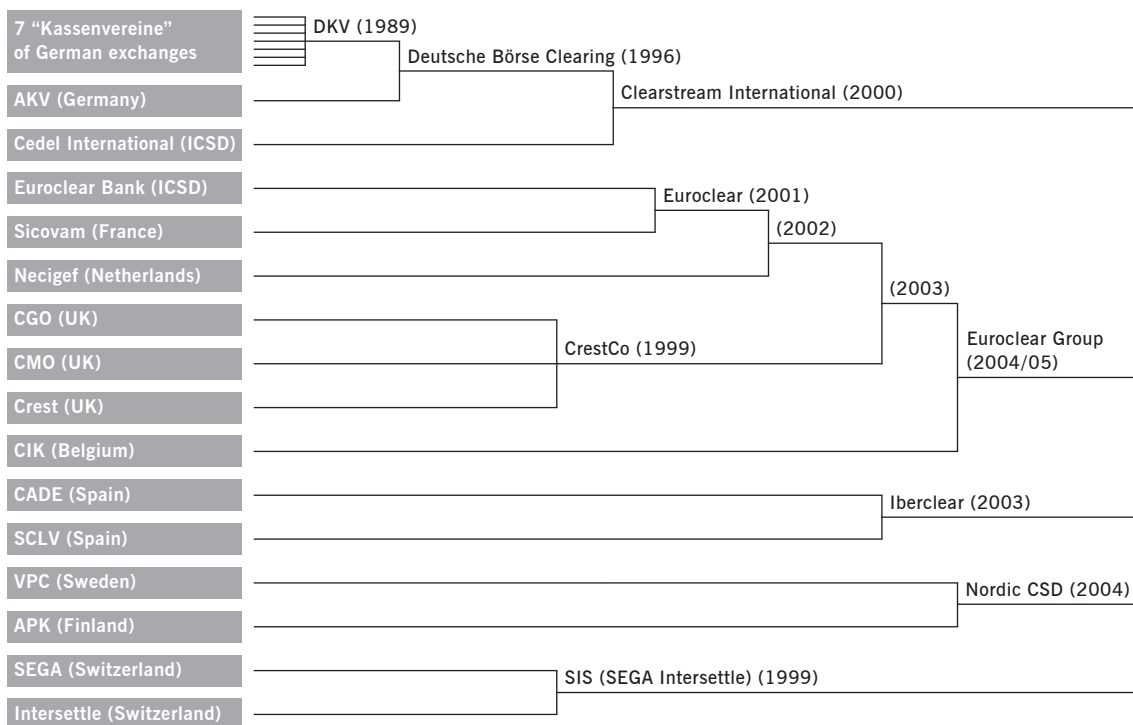 7 “Kassenvereine”
of German exchanges
DKV (1989)
Deutsche Börse Clearing (1996)
AKV (Germany)
Clearstream International (2000)
Cedel International (ICSD)
Euroclear Bank (ICSD)
Euroclear (2001)
Sicovam (France)
(2002)
Necigef (Netherlands)
(2003)
CGO (UK)
Euroclear Group
(2004/05)
CrestCo (1999)
CMO (UK)
Crest (UK)
CIK (Belgium)
CADE (Spain)
Iberclear (2003)
SCLV (Spain)
VPC (Sweden)
Nordic CSD (2004)
APK (Finland)
SEGA (Switzerland)
SIS (SEGA Intersettle) (1999)
Intersettle (Switzerland)